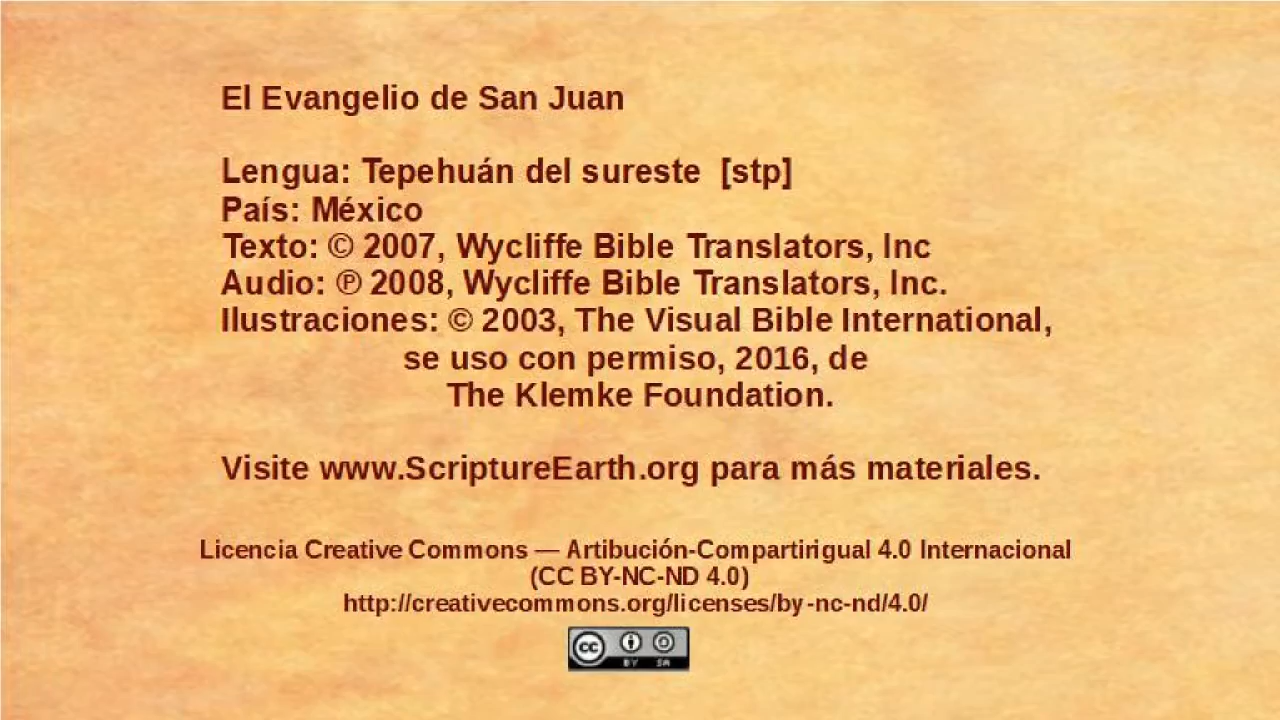 El Evangelio de San Juan
Lengua: Tepehuán del sureste [stp]
País: México
Texto: © 2007, Wycliffe Bible Translators, Inc
Audio: ℗ 2008, Wycliffe Bible Translators, Inc.
Ilustraciones: © 2003, The Visual Bible International,
se uso con permiso, 2016, de
The Klemke Foundation.
Visite www.ScriptureEarth.org para más materiales.
Licencia Creative Commons — Artibución-Compartirigual 4.0 Internacional
(CC BY-NC-ND 4.0)
http://creativecommons.org/licenses/by-nc-nd/4.0/
cc
BY SA